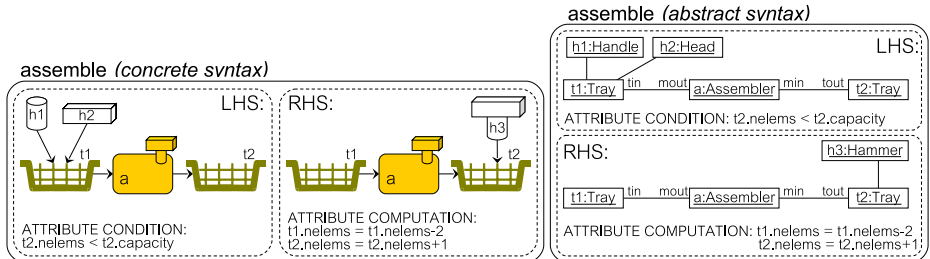 assemble (concrete syntax)
LHS:
h1
h2
t1
a
t2
ATTRIBUTE CONDITION:
t2.nelems < t2.capacity
RHS:
h3
t1
a
t2
ATTRIBUTE COMPUTATION:
t1.nelems = t1.nelems-2
t2.nelems = t2.nelems+1
assemble (abstract syntax)
h1:Handle h2:Head LHS:
t1:Tray tin mout a:Assembler min tout t2:Tray
ATTRIBUTE CONDITION: t2.nelems < t2.capacity
RHS: h3:Hammer
t1:Tray tin mout a:Assembler min tout t2:Tray
ATTRIBUTE COMPUTATION: t1.nelems = t1.nelems-2
t2.nelems = t2.nelems+1